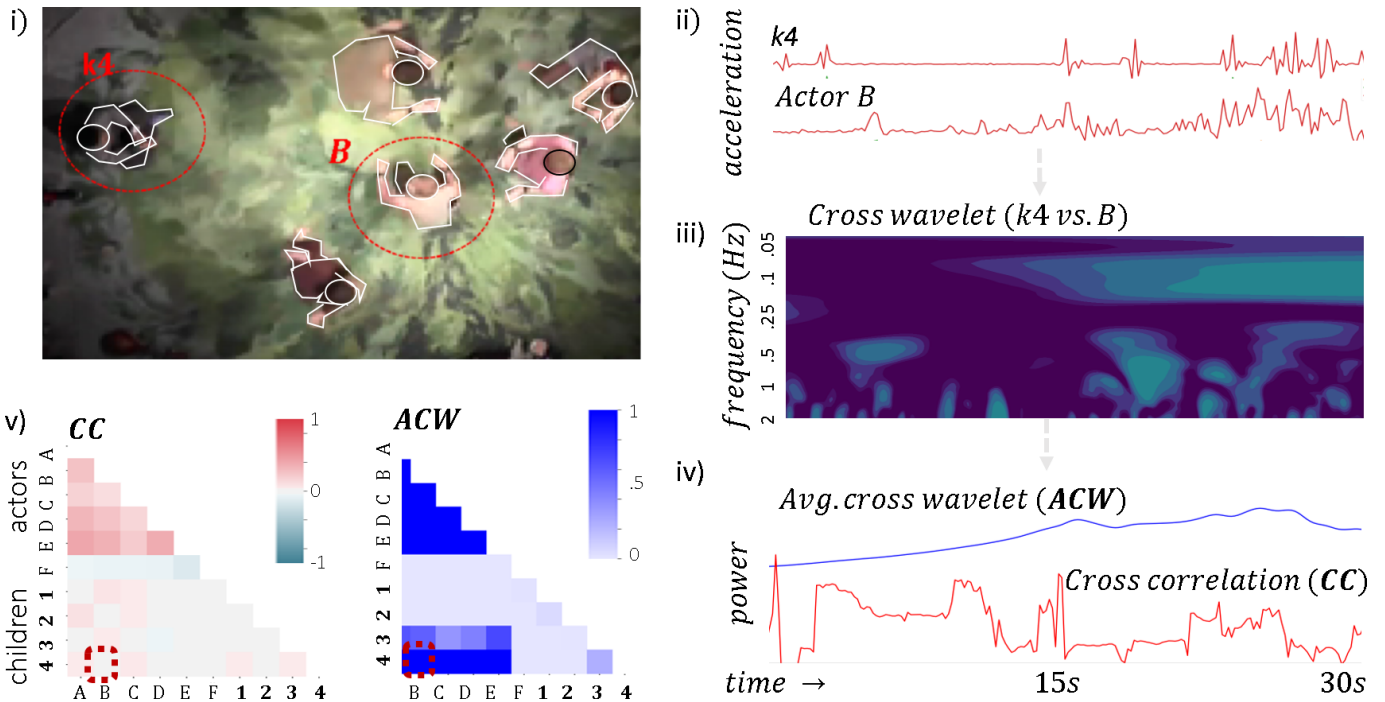 i)
k4
B
ii)
acceleration
k4
Actor B
Cross wavelet (k4 vs. B)
iii)
frequency (Hz)
.05
.1
.25
.5
1
2
iv)
Avg. cross wavelet (ACW)
Cross correlation (CC)
power
time →
15s
30s
v)
CC
1
0
-1
actors
children
A
B
C
D
E
F
1
2
3
4
A B C D E F 1 2 3 4
ACW
1
.5
0
A
B
C
D
E
F
1
2
3
4
B C D E F 1 2 3 4